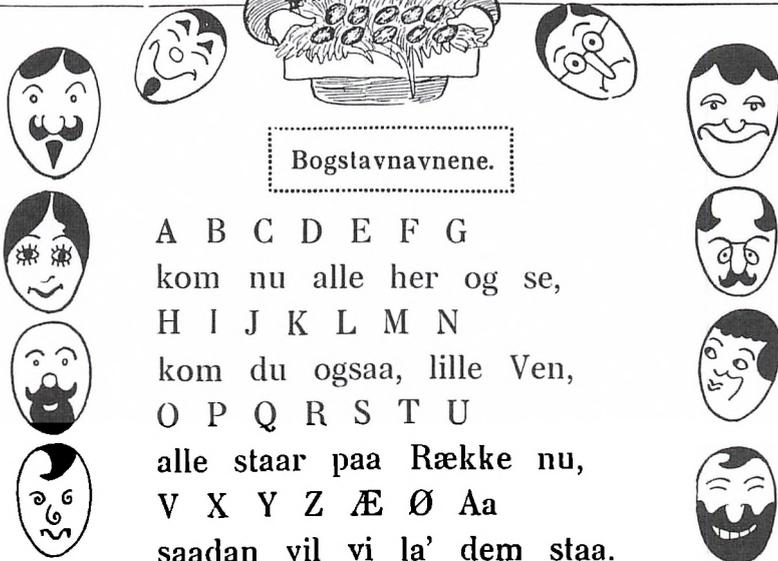 Bogstavnavnene.
A B C D E F G
kom nu alle her og se,
H I J K L M N
kom du ogsaa, lille Ven,
O P Q R S T U
alle staar paa Række nu,
V X Y Z Æ Ø Aa
saadan vil vi la' dem staa.